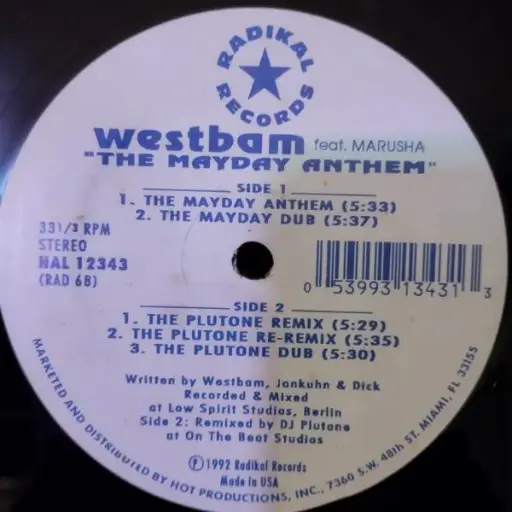 RADIKAL
RECORDS
westbam feat. MARUSHA
"THE MAYDAY ANTHEM"
SIDE 1
1. THE MAYDAY ANTHEM (5:33)
2. THE MAYDAY DUB (5:37)
33 1/3 RPM
STEREO
HAL 12343
(RAD 6B)
0 53993 13431 3
SIDE 2
1. THE PLUTONE REMIX (5:29)
2. THE PLUTONE RE-REMIX (5:35)
3. THE PLUTONE DUB (5:30)
Written by Westbam, Jankuhn & Dick
Recorded & Mixed
at Low Spirit Studios, Berlin
Side 2: Remixed by DJ Plutone
at On The Beat Studios
℗ 1992 Radikal Records
Made in USA
MARKETED AND DISTRIBUTED BY HOT PRODUCTIONS, INC., 7360 S.W. 48th ST. MIAMI, FL 33155